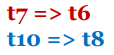 t7 => t6
t10 => t8